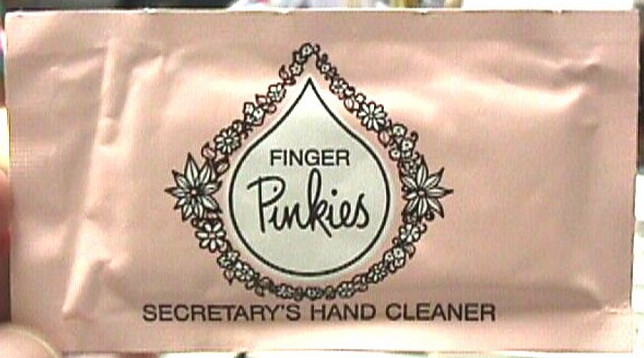 FINGER
Pinkies
SECRETARY'S HAND CLEANER